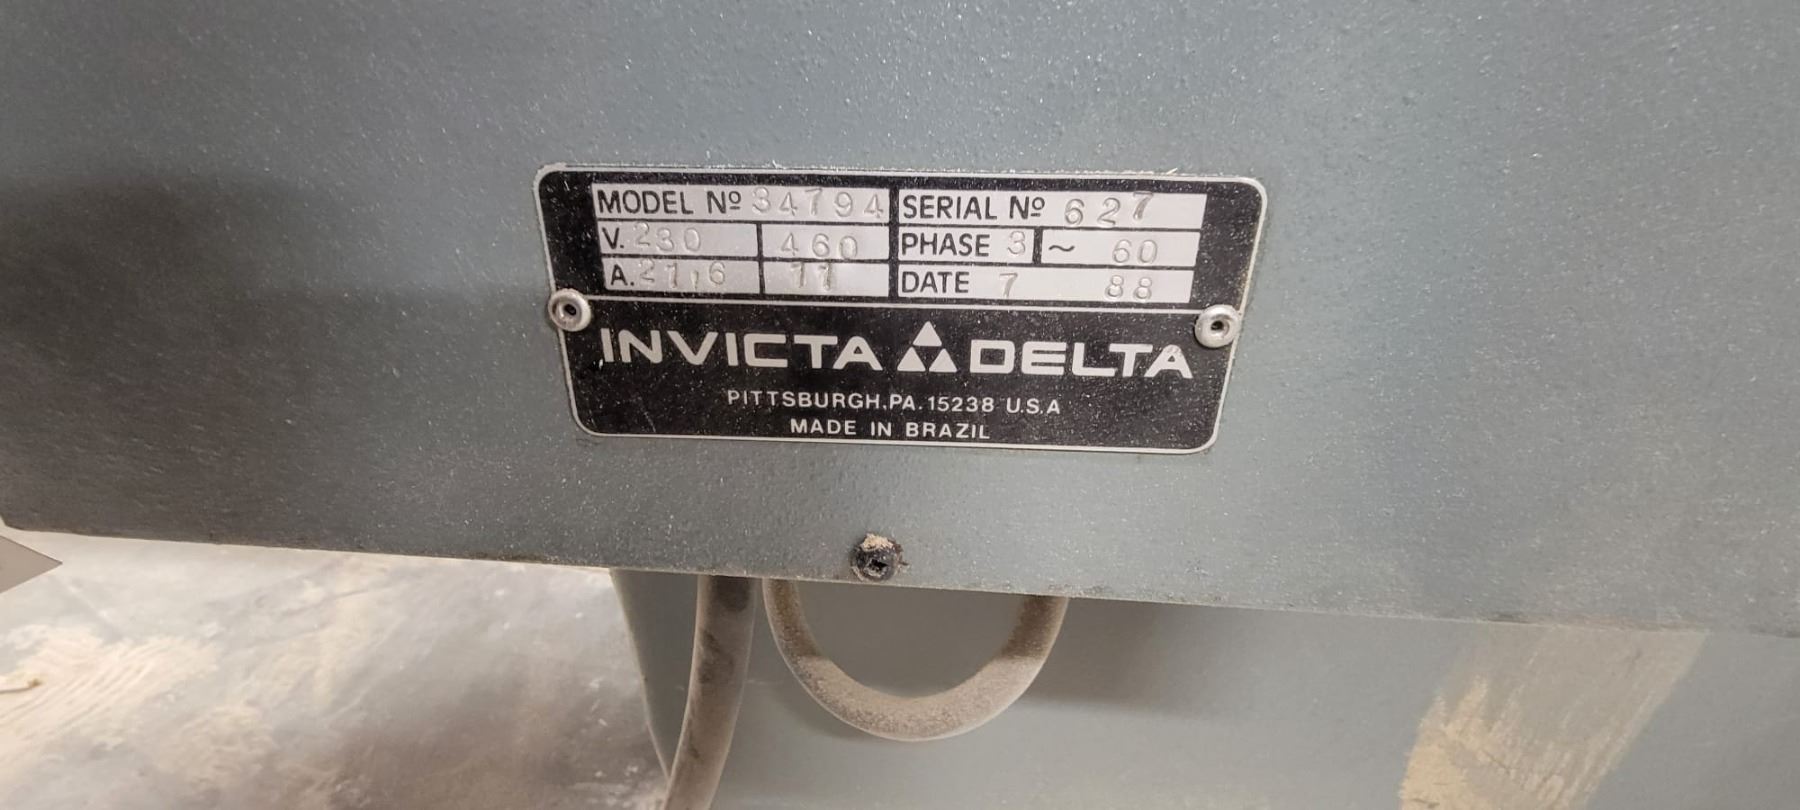 MODEL Nº 34794 SERIAL Nº 627
V. 230 460 PHASE 3 ~ 60
A. 21,6 11 DATE 7 88
INVICTA DELTA
PITTSBURGH, PA. 15238 U.S.A
MADE IN BRAZIL